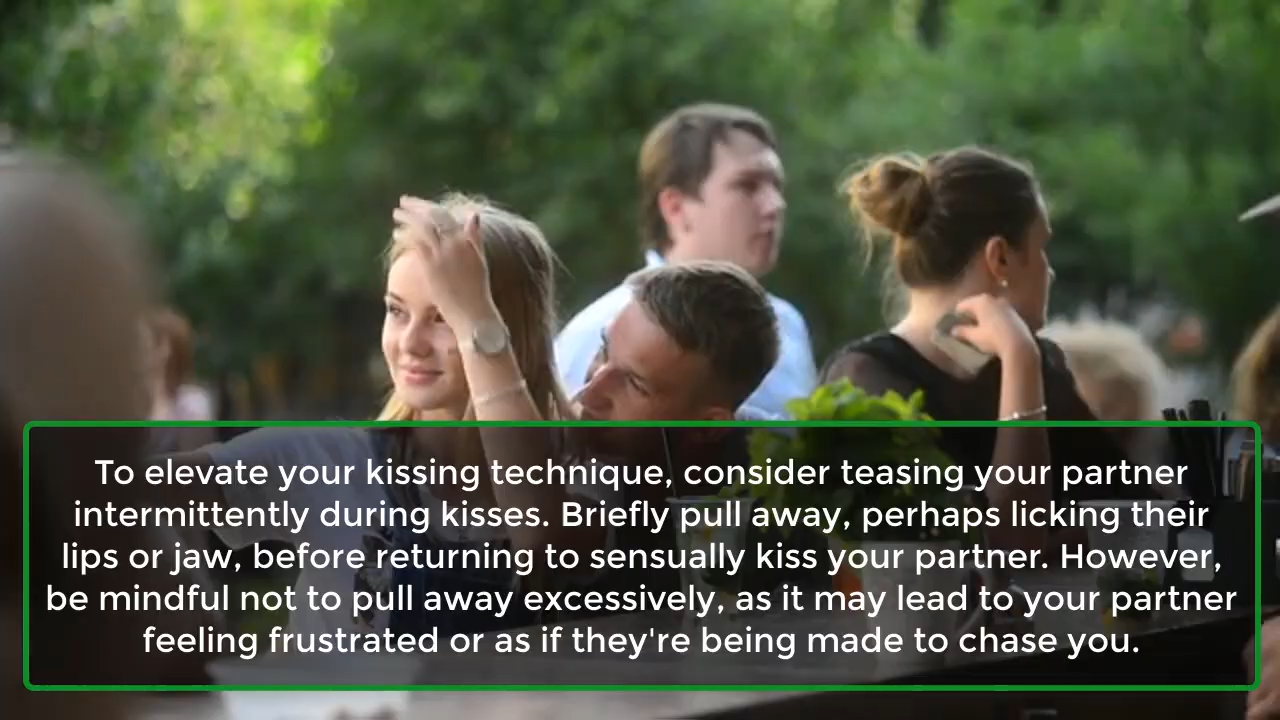 To elevate your kissing technique, consider teasing your partner
intermittently during kisses. Briefly pull away, perhaps licking their
lips or jaw, before returning to sensually kiss your partner. However,
be mindful not to pull away excessively, as it may lead to your partner
feeling frustrated or as if they're being made to chase you.